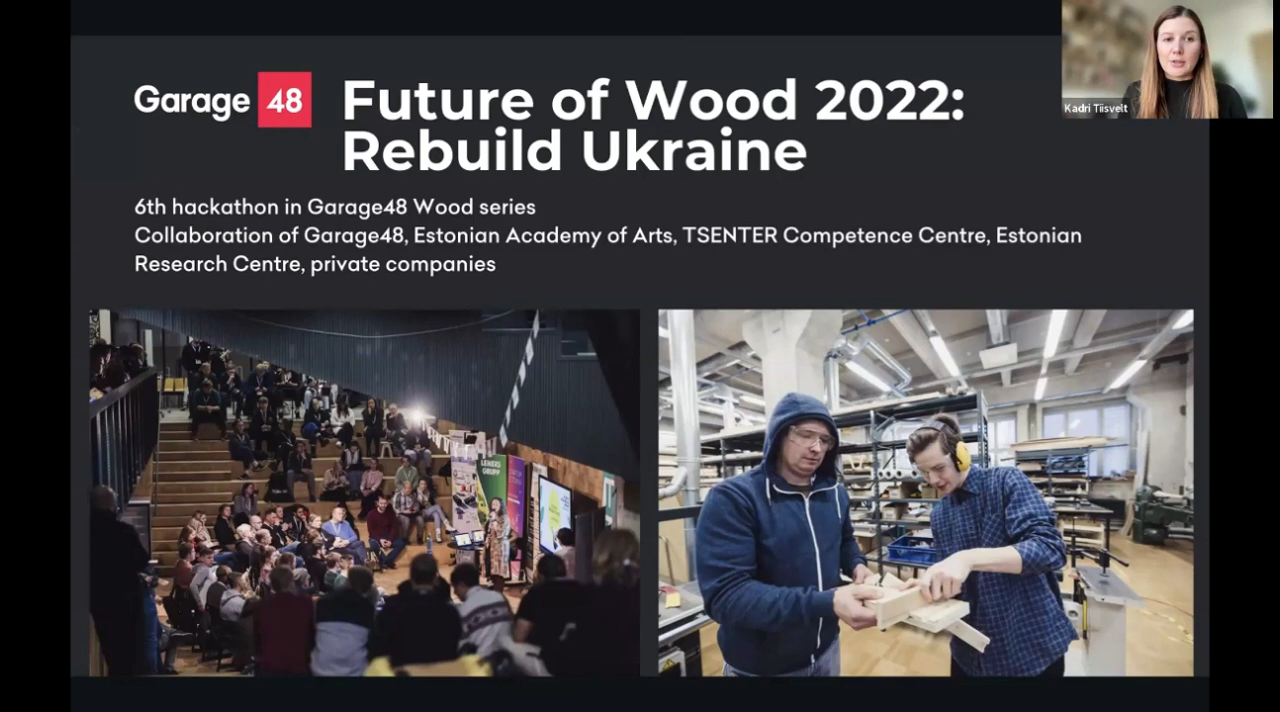 Garage 48
Future of Wood 2022:
Rebuild Ukraine
Kadri Tiisvelt
6th hackathon in Garage48 Wood series
Collaboration of Garage48, Estonian Academy of Arts, TSENTER Competence Centre, Estonian
Research Centre, private companies